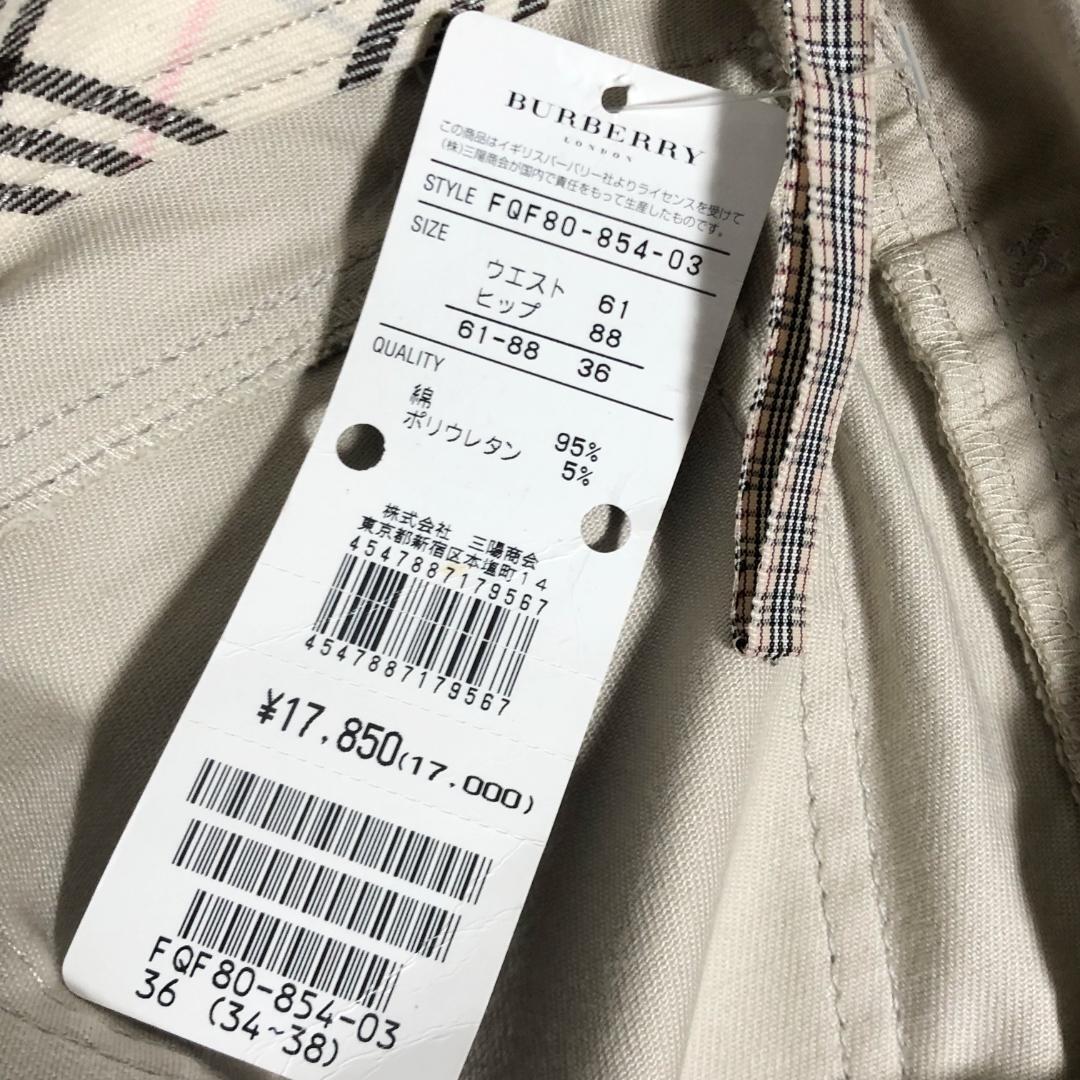 BURBERRY
LONDON
この商品はイギリスバーバリー社よりライセンスを受けて
(株)三陽商会が国内で責任をもって生産したものです。
STYLE FQF80-854-03
SIZE
ウエスト 61
ヒップ 88
61-88 36
QUALITY
綿 95%
ポリウレタン 5%
株式会社 三陽商会
東京都新宿区本塩町14
4547887179567
4547887179567
¥17,850(17,000)
FQF80-854-03
36 (34~38)